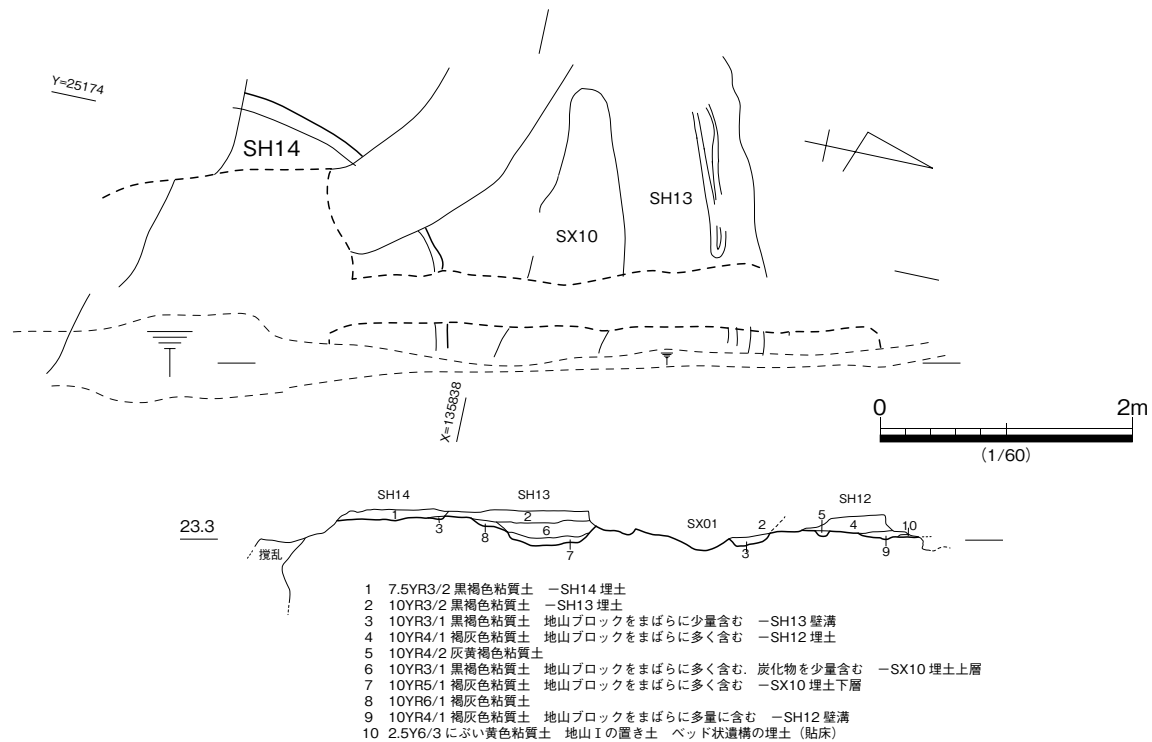 Y=25174
SH14
SH13
SX10
X=135838
0 2m
(1/60)
SH14 SH13 SH12
23.3 1 3 2 8 6 7 SX01 2 3 5 4 10 9
撹乱
1 7.5YR3/2 黒褐色粘質土 −SH14 埋土
2 10YR3/2 黒褐色粘質土 −SH13 埋土
3 10YR3/1 黒褐色粘質土 地山ブロックをまばらに少量含む −SH13 壁溝
4 10YR4/1 褐灰色粘質土 地山ブロックをまばらに多く含む −SH12 埋土
5 10YR4/2 灰黄褐色粘質土
6 10YR3/1 黒褐色粘質土 地山ブロックをまばらに多く含む．炭化物を少量含む −SX10 埋土上層
7 10YR5/1 褐灰色粘質土 地山ブロックをまばらに多く含む −SX10 埋土下層
8 10YR6/1 褐灰色粘質土
9 10YR4/1 褐灰色粘質土 地山ブロックをまばらに多量に含む −SH12 壁溝
10 2.5Y6/3 にぶい黄色粘質土 地山Ⅰの置き土 ベッド状遺構の埋土（貼床）